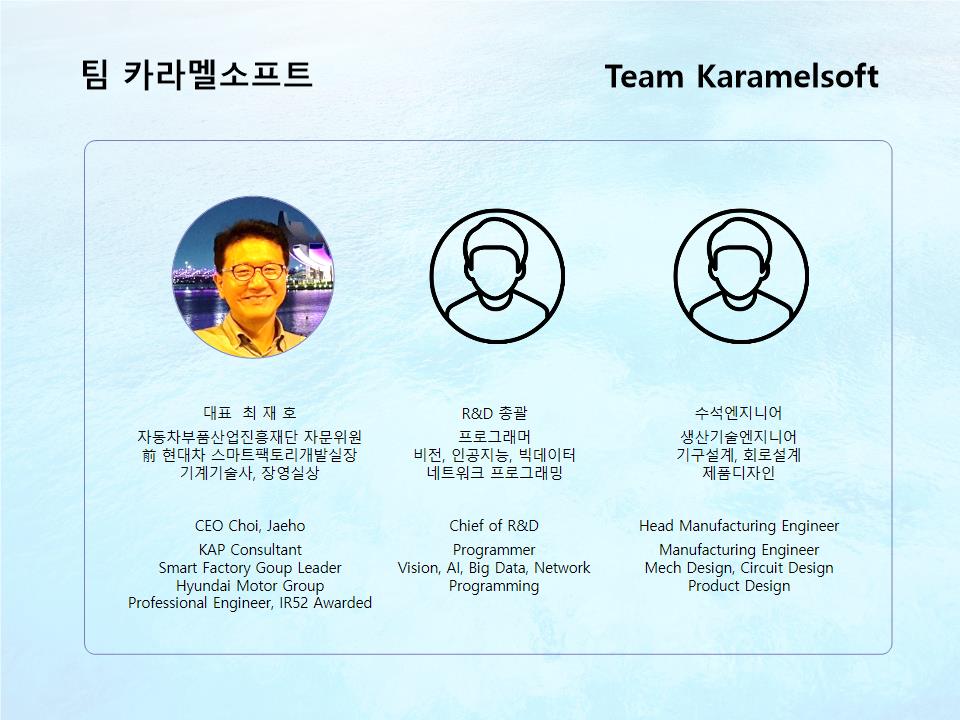 팀 카라멜소프트
Team Karamelsoft
대표 최 재 호
자동차부품산업진흥재단 자문위원
前 현대차 스마트팩토리개발실장
기계기술사, 장영실상
CEO Choi, Jaeho
KAP Consultant
Smart Factory Goup Leader
Hyundai Motor Group
Professional Engineer, IR52 Awarded
R&D 총괄
프로그래머
비전, 인공지능, 빅데이터
네트워크 프로그래밍
Chief of R&D
Programmer
Vision, AI, Big Data, Network
Programming
수석엔지니어
생산기술엔지니어
기구설계, 회로설계
제품디자인
Head Manufacturing Engineer
Manufacturing Engineer
Mech Design, Circuit Design
Product Design